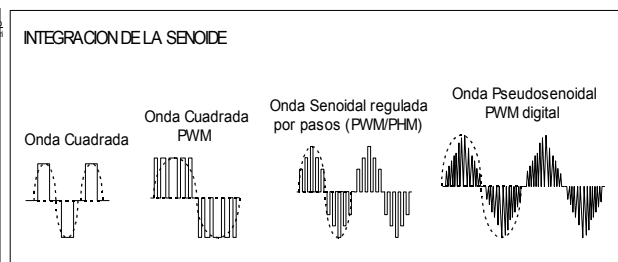 INTEGRACION DE LA SENOIDE
Onda Cuadrada
Onda Cuadrada
PWM
Onda Senoidal regulada
por pasos (PWM/PHM)
Onda Pseudosenoidal
PWM digital